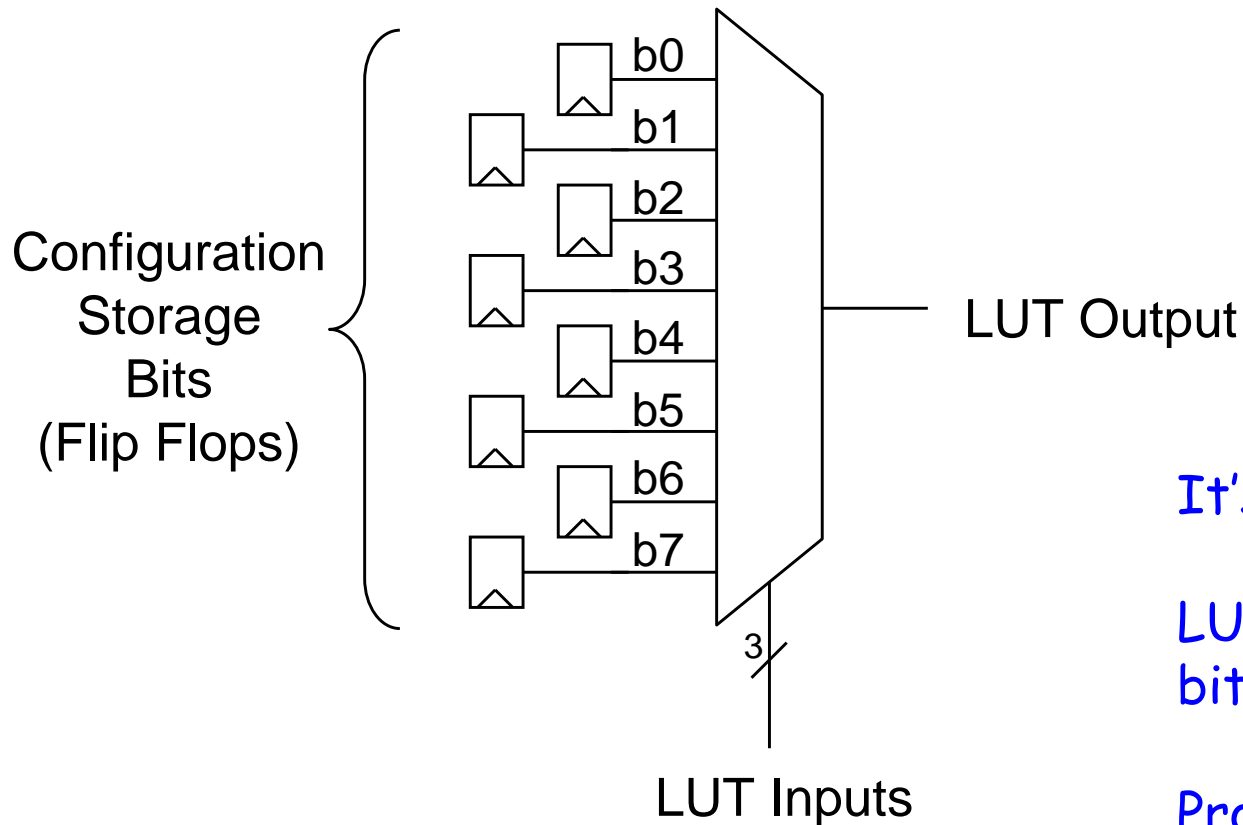 b0
b1
b2
b3
b4
b5
b6
b7
Configuration
Storage
Bits
(Flip Flops)
LUT Output
3
LUT Inputs